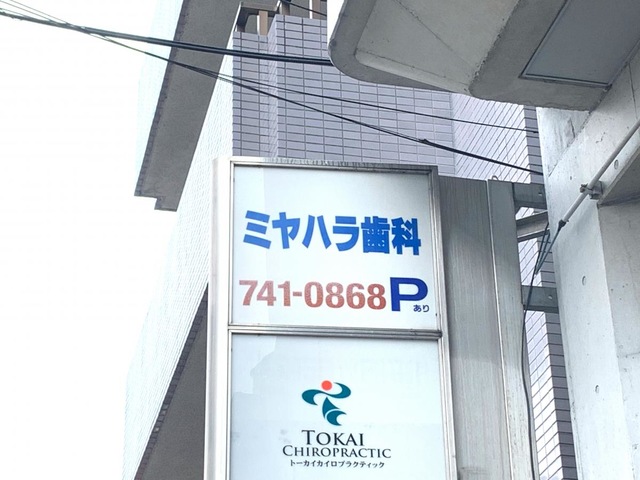 ミヤハラ歯科
741-0868 P あり
TOKAI
CHIROPRACTIC
トーカイカイロプラクティック